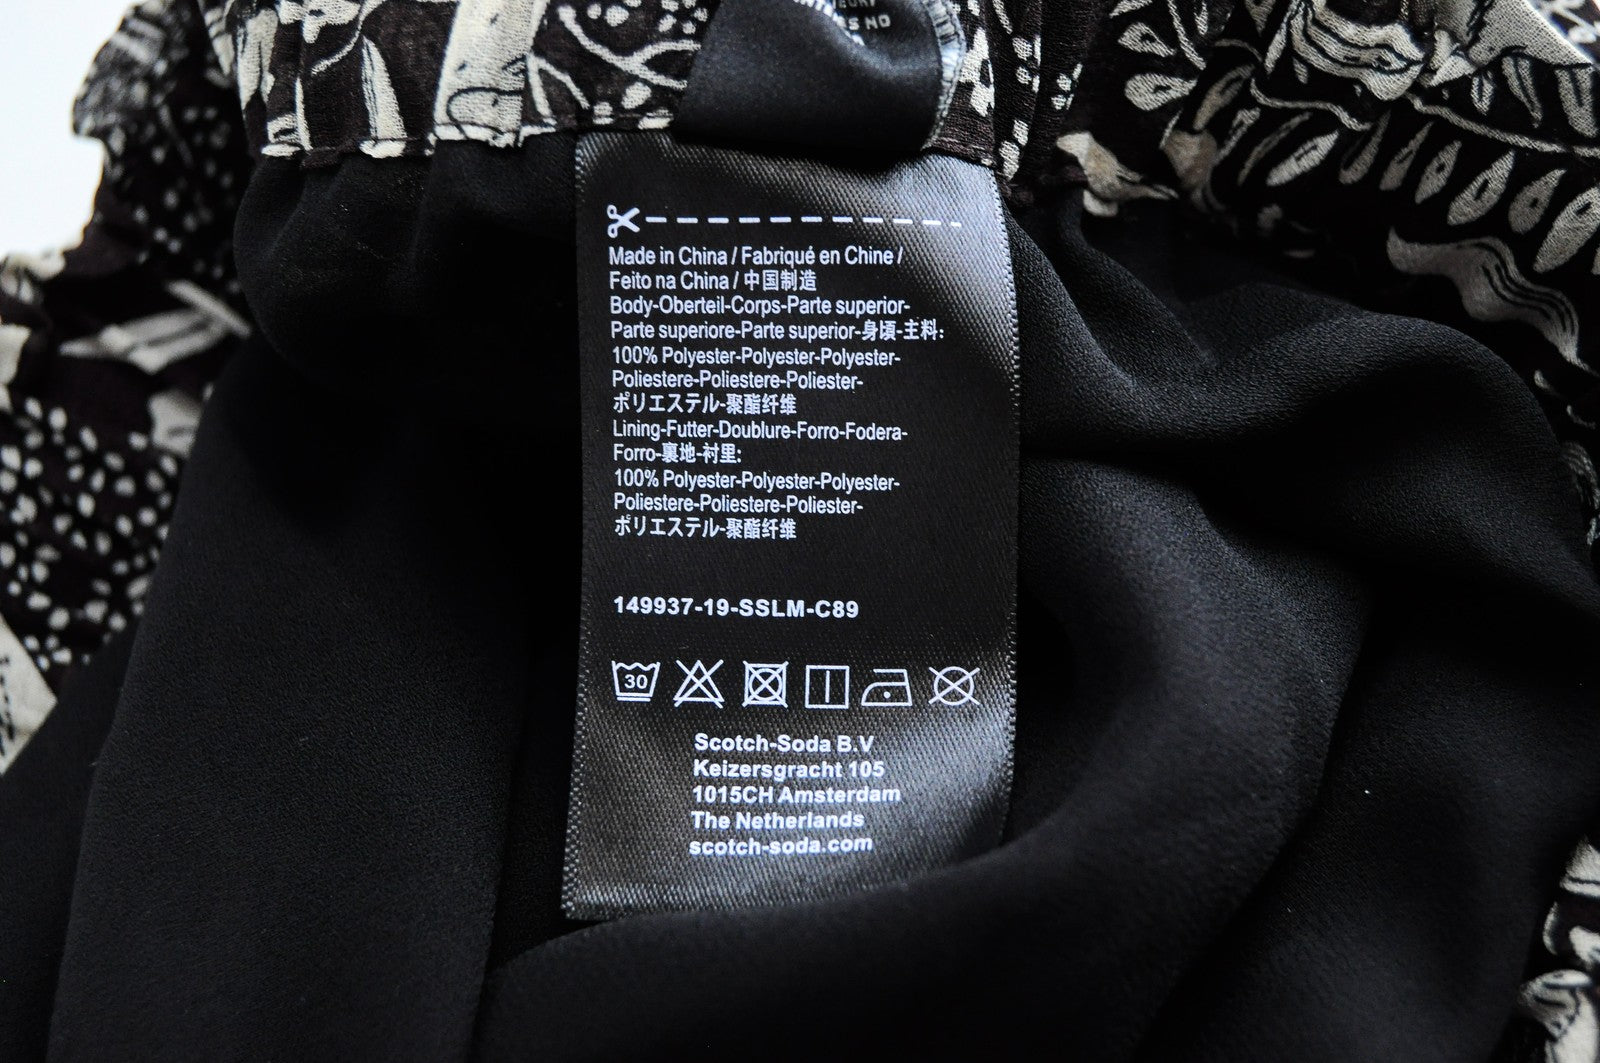 Made in China / Fabriqué en Chine /
Feito na China / 中国制造
Body-Oberteil-Corps-Parte superior-
Parte superiore-Parte superior-身頃-主料:
100% Polyester-Polyester-Polyester-
Poliestere-Poliestere-Poliester-
ポリエステル-聚酯纤维
Lining-Futter-Doublure-Forro-Fodera-
Forro-裏地-衬里:
100% Polyester-Polyester-Polyester-
Poliestere-Poliestere-Poliester-
ポリエステル-聚酯纤维
149937-19-SSLM-C89
30
Scotch-Soda B.V
Keizersgracht 105
1015CH Amsterdam
The Netherlands
scotch-soda.com